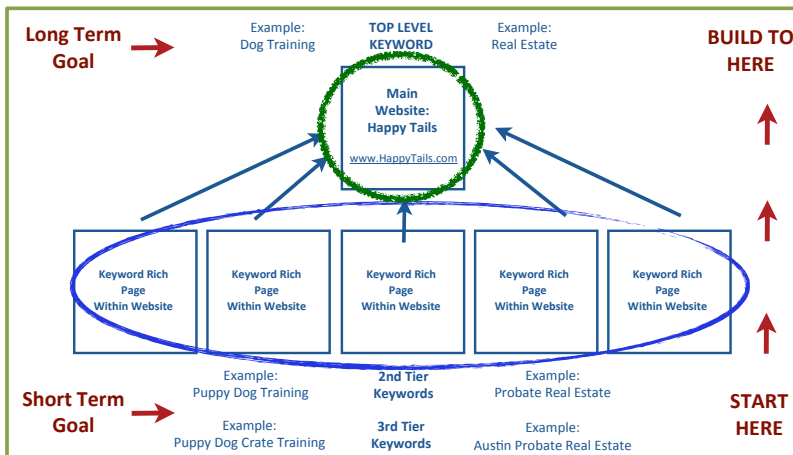 Long Term
Goal
Example:
Dog Training
TOP LEVEL
KEYWORD
Example:
Real Estate
BUILD TO
HERE
Main
Website:
Happy Tails
www.HappyTails.com
Keyword Rich
Page
Within Website
Keyword Rich
Page
Within Website
Keyword Rich
Page
Within Website
Keyword Rich
Page
Within Website
Keyword Rich
Page
Within Website
Short Term
Goal
Example:
Puppy Dog Training
2nd Tier
Keywords
Example:
Probate Real Estate
Example:
Puppy Dog Crate Training
3rd Tier
Keywords
Example:
Austin Probate Real Estate
START
HERE